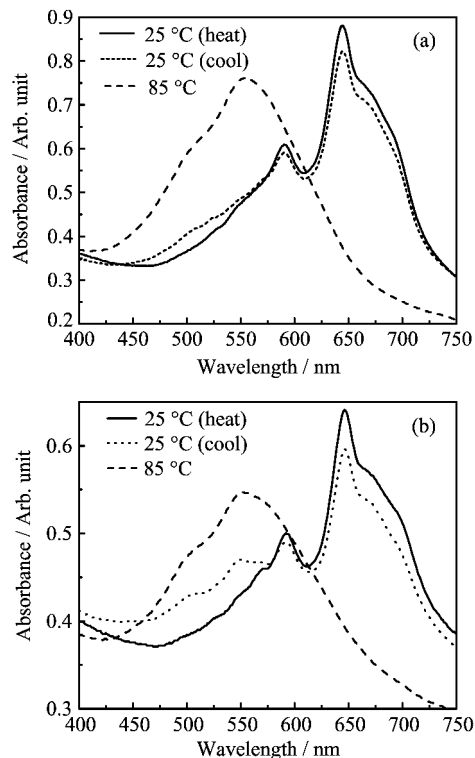 0.9
(a)
25 °C (heat)
25 °C (cool)
85 °C
0.8
0.7
0.6
0.5
0.4
0.3
0.2
400 450 500 550 600 650 700 750
Absorbance / Arb. unit
Wavelength / nm
(b)
25 °C (heat)
25 °C (cool)
85 °C
0.6
0.5
0.4
0.3
400 450 500 550 600 650 700 750
Absorbance / Arb. unit
Wavelength / nm